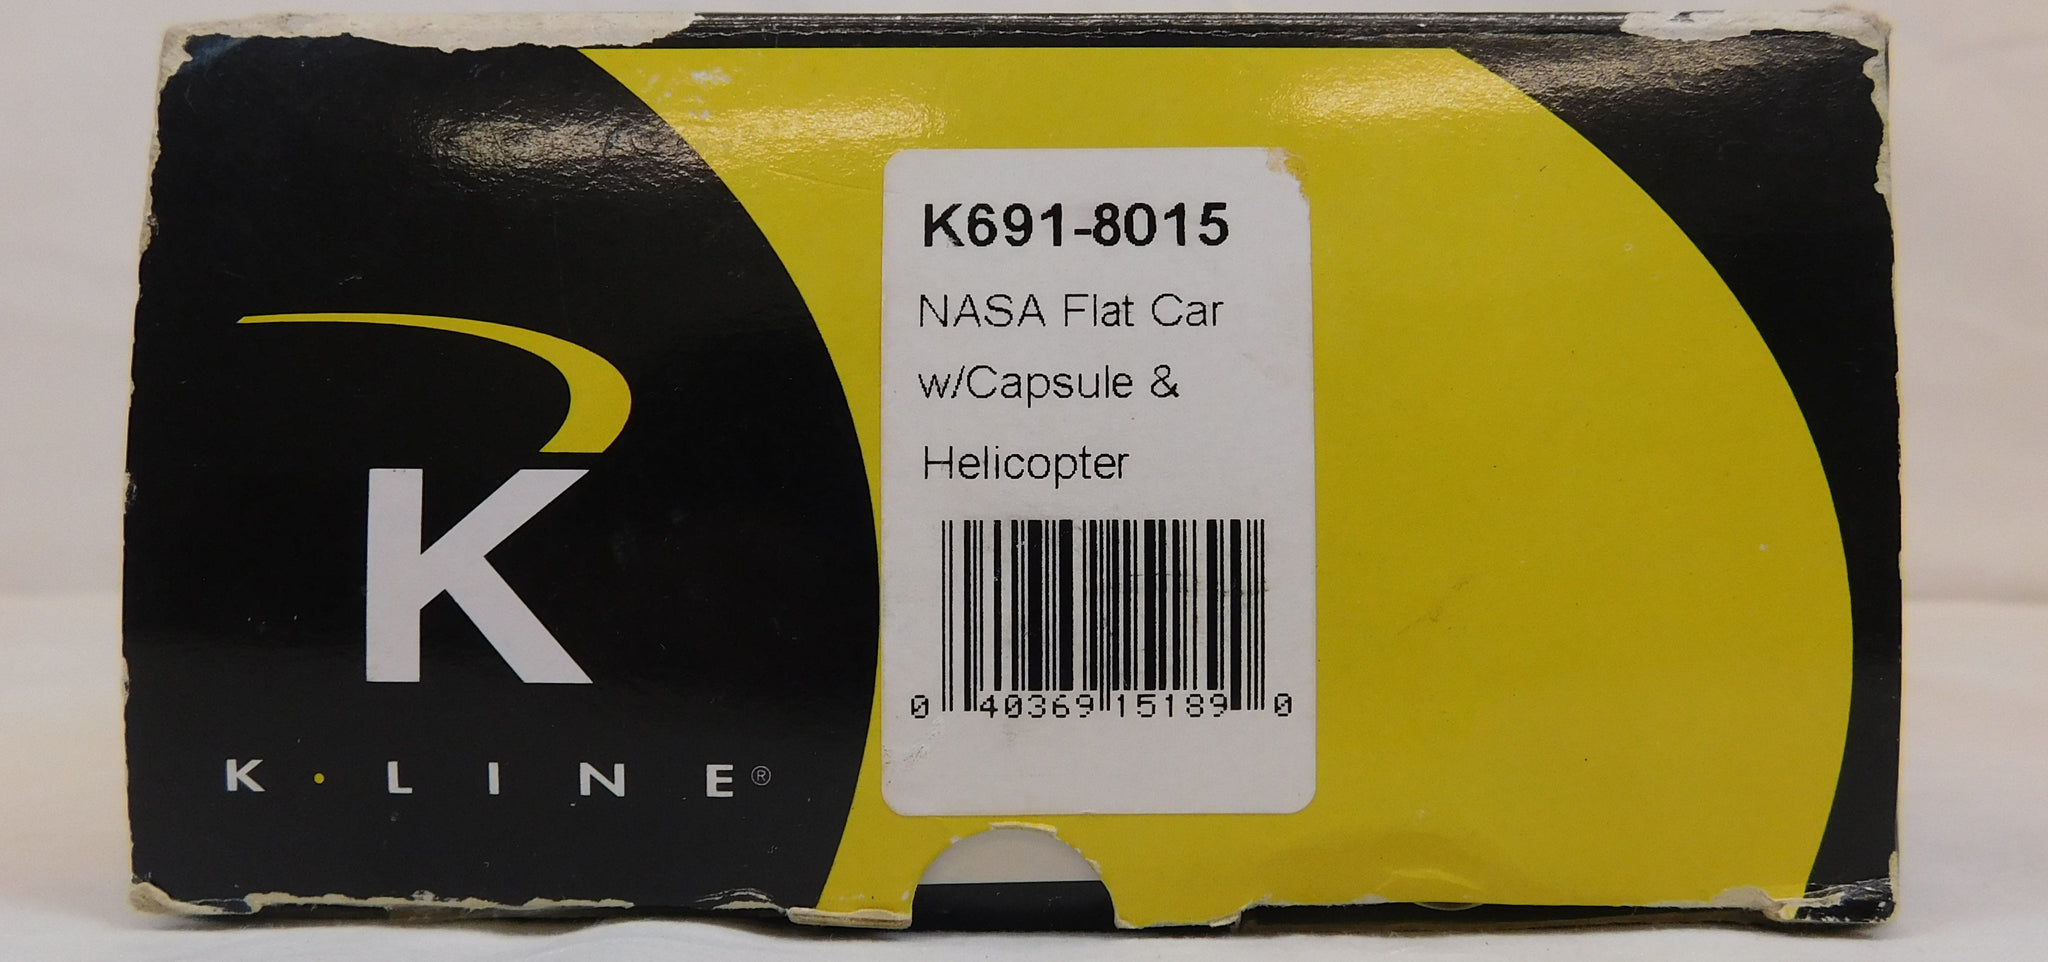 K
K·LINE®
K691-8015
NASA Flat Car
w/Capsule &
Helicopter
0 40369 15189 0